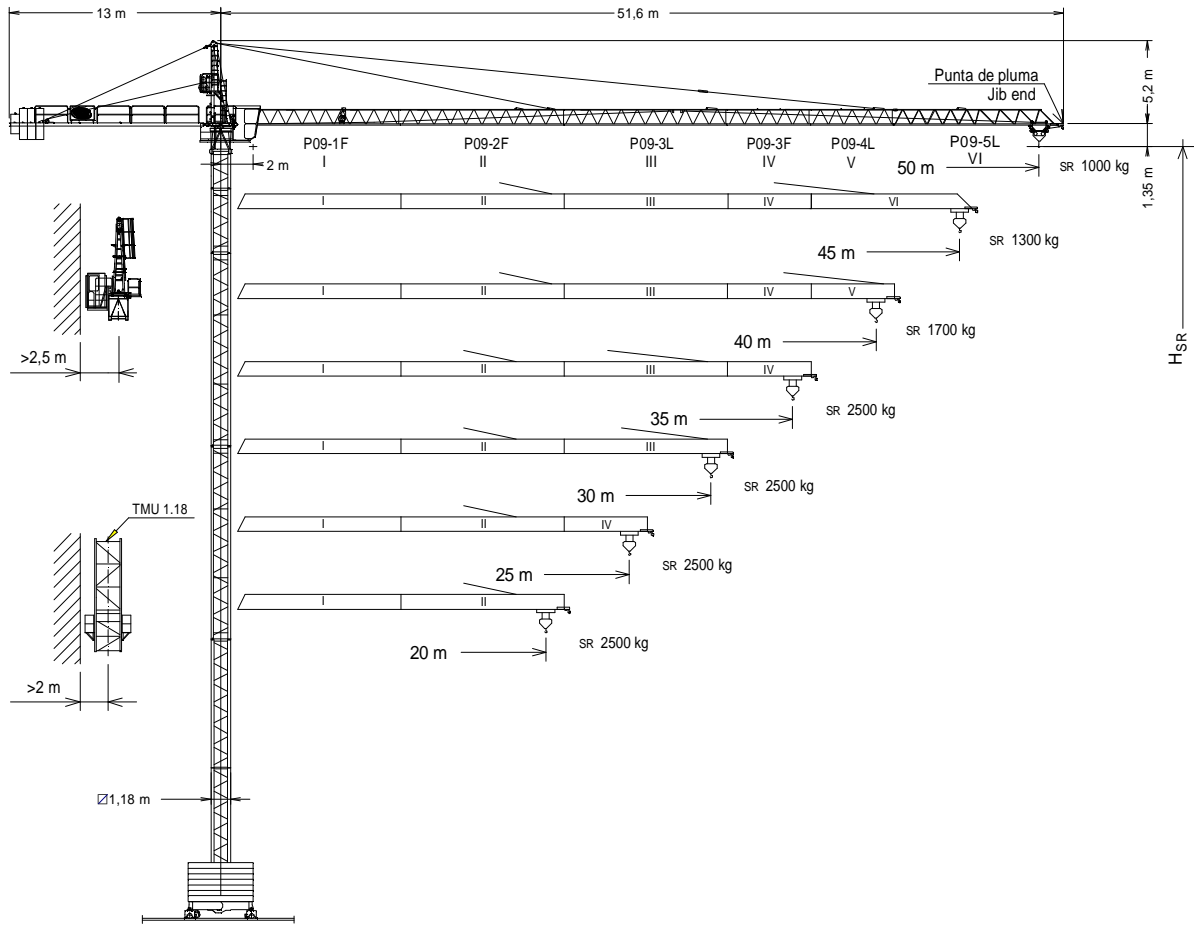 13 m
51,6 m
Punta de pluma
Jib end
5,2 m
P09-1F
P09-2F
P09-3L
P09-3F
P09-4L
P09-5L
I
II
III
IV
V
VI
2 m
50 m
SR 1000 kg
1,35 m
I
II
III
IV
VI
45 m
SR 1300 kg
I
II
III
IV
V
40 m
SR 1700 kg
>2,5 m
HSR
I
II
III
IV
35 m
SR 2500 kg
I
II
III
30 m
SR 2500 kg
TMU 1.18
I
II
IV
25 m
SR 2500 kg
I
II
20 m
SR 2500 kg
>2 m
1,18 m